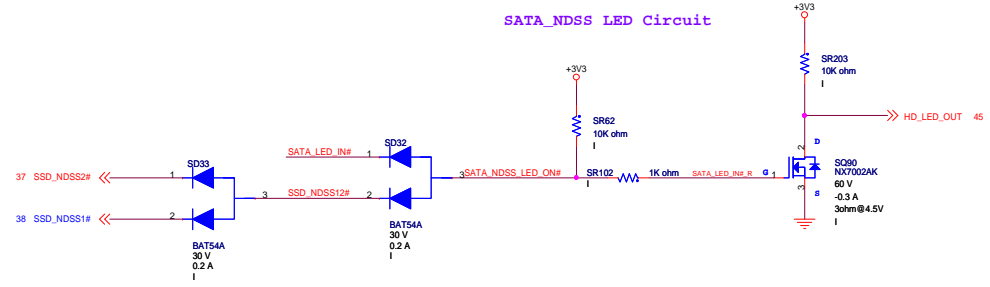 SATA_NDSS LED Circuit
+3V3
SR203
10K ohm
I
HD_LED_OUT 45
+3V3
SR62
10K ohm
I
SD32
SATA_LED_IN# 1
3 SATA_NDSS_LED_ON#
SR102
I
1K ohm
SATA_LED_IN#_R
G 1
D
2
3
S
SQ90
NX7002AK
60 V
-0.3 A
3ohm@4.5V
I
SD33
37 SSD_NDSS2# 1
3 SSD_NDSS12# 2
38 SSD_NDSS1# 2
BAT54A
30 V
0.2 A
I
BAT54A
30 V
0.2 A
I